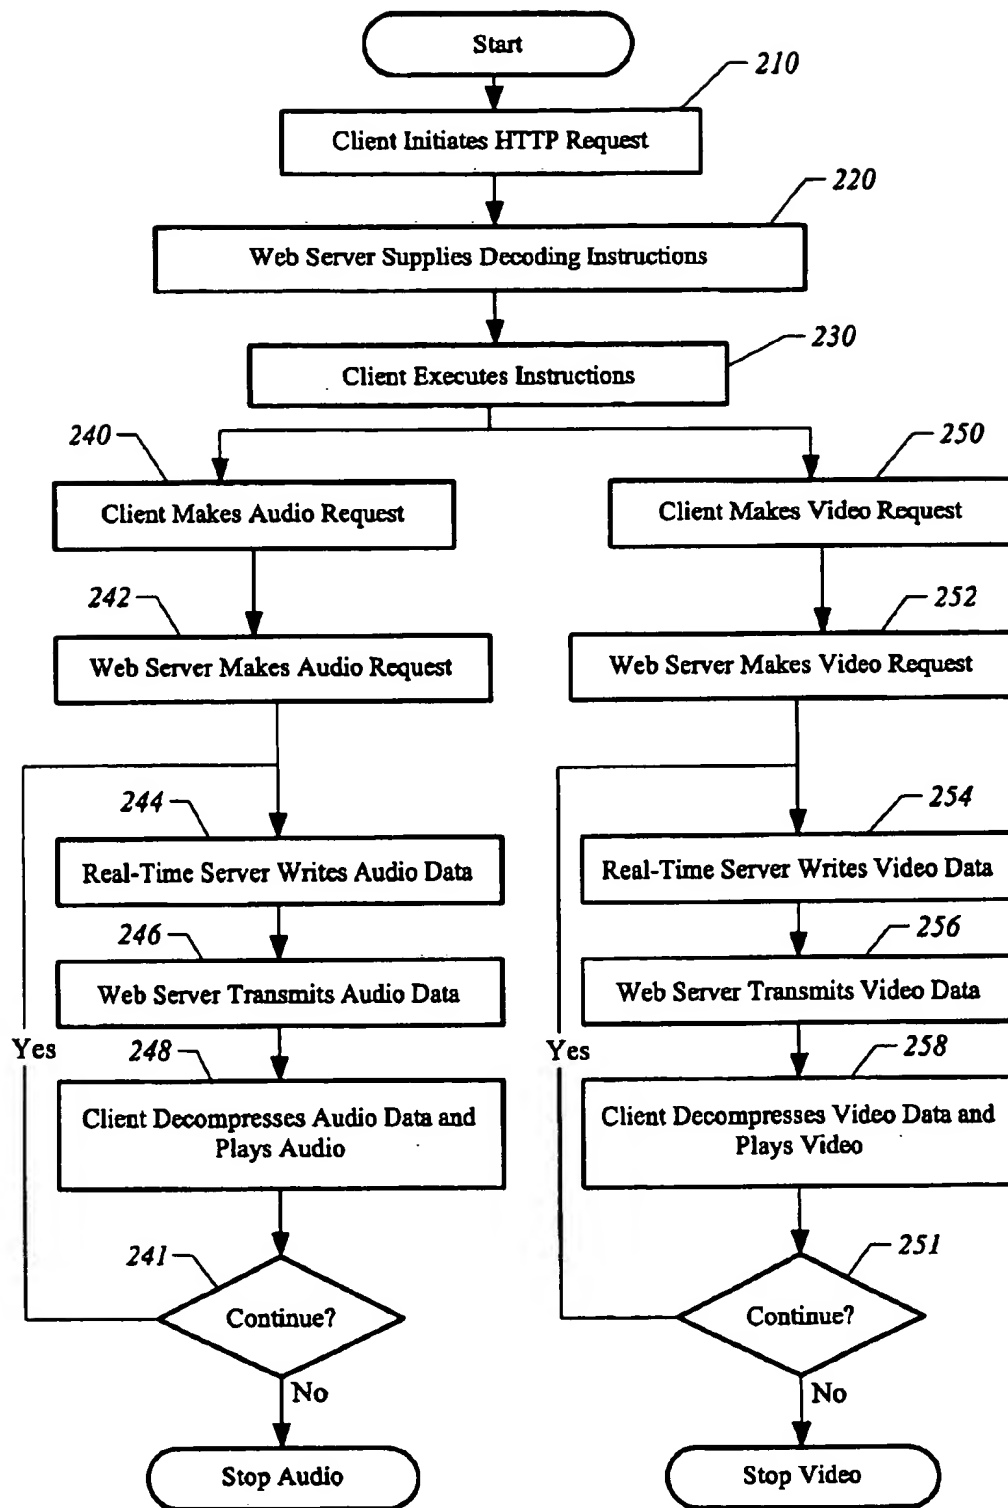 Start
210
Client Initiates HTTP Request
220
Web Server Supplies Decoding Instructions
230
Client Executes Instructions
240
250
Client Makes Audio Request
Client Makes Video Request
242
252
Web Server Makes Audio Request
Web Server Makes Video Request
244
254
Real-Time Server Writes Audio Data
Real-Time Server Writes Video Data
246
256
Web Server Transmits Audio Data
Web Server Transmits Video Data
Yes
248
Yes
258
Client Decompresses Audio Data and
Plays Audio
Client Decompresses Video Data and
Plays Video
241
251
Continue?
Continue?
No
No
Stop Audio
Stop Video